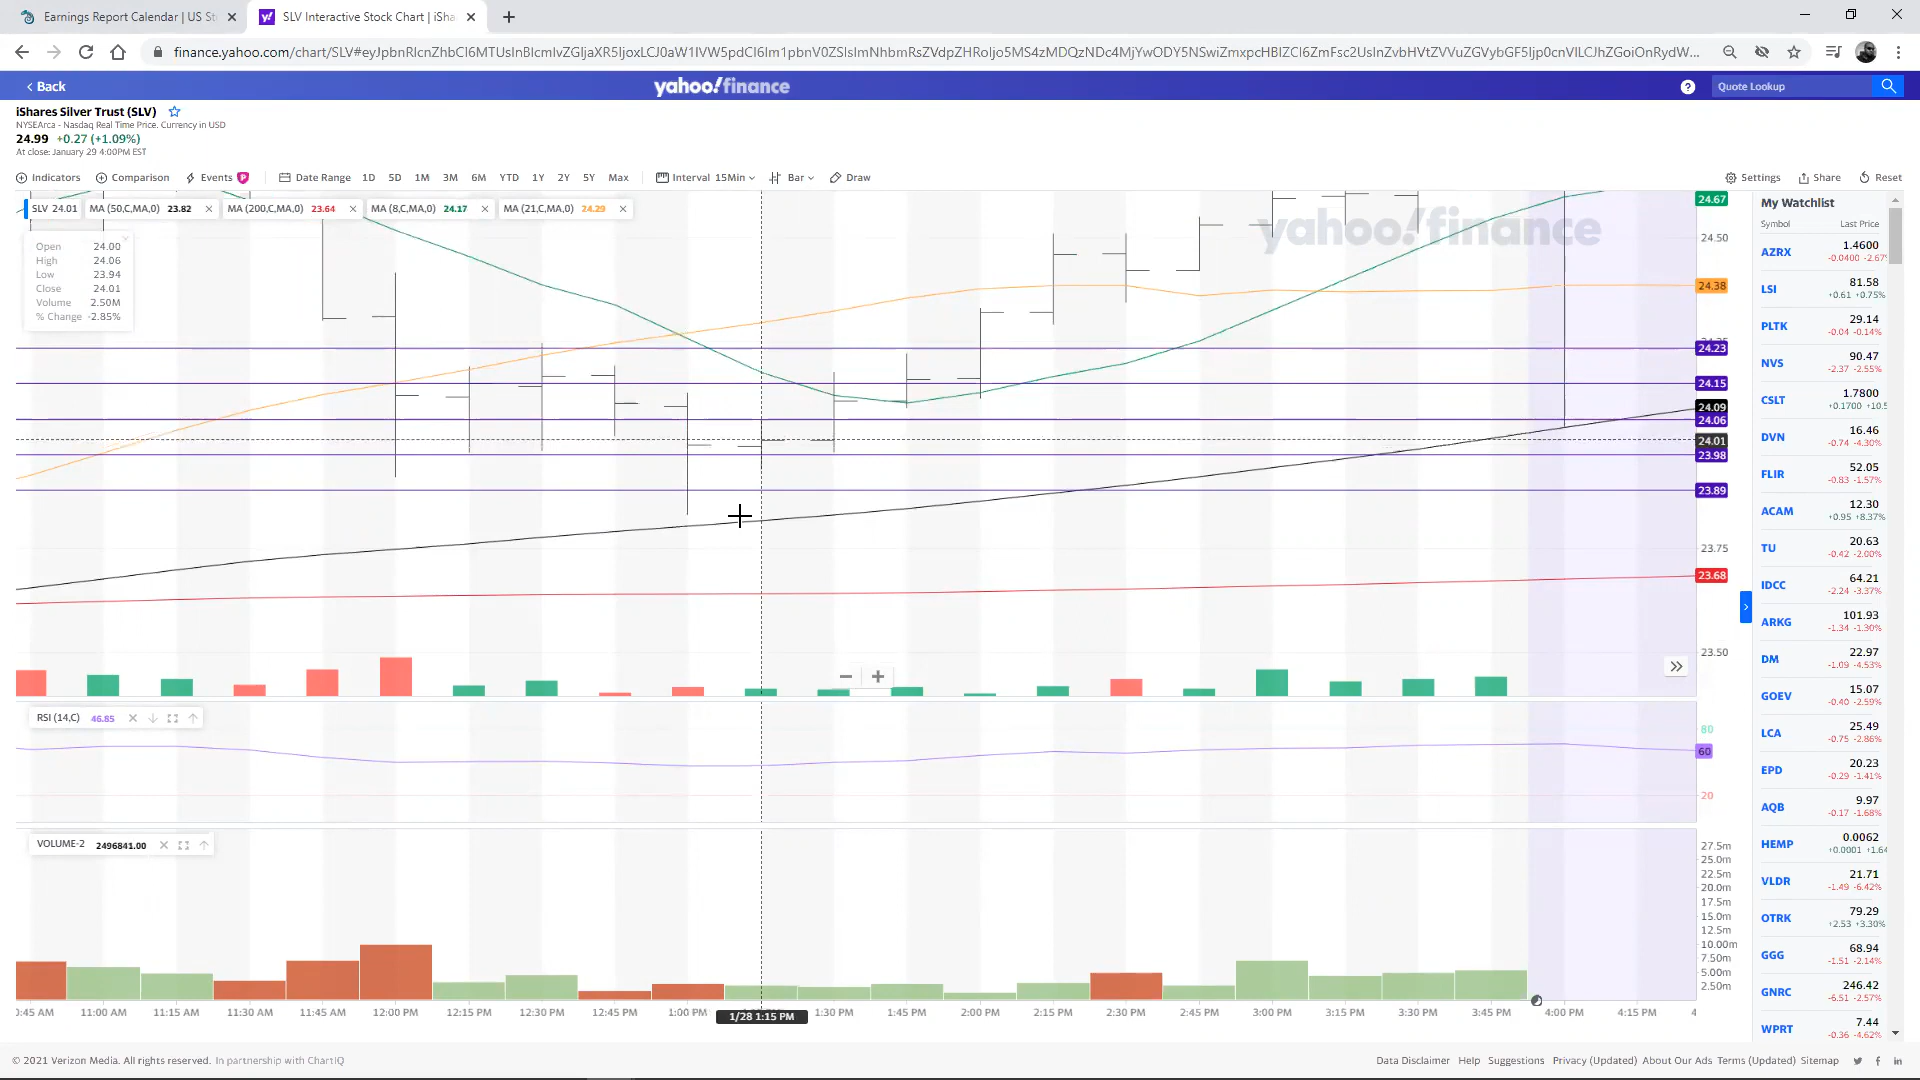 Earnings Report Calendar | US St
SLV Interactive Stock Chart | iSha
Back
yahoo!finance
Quote Lookup
iShares Silver Trust (SLV)
NYSEArca - Nasdaq Real Time Price. Currency in USD
24.99 +0.27 (+1.09%)
At close: January 29 4:00PM EST
Indicators Comparison Events P Date Range 1D 5D 1M 3M 6M YTD 1Y 2Y 5Y Max Interval 15Min Bar Draw Settings Share Reset
SLV 24.01 MA (50,C,MA,0) 23.82 MA (200,C,MA,0) 23.64 MA (8,C,MA,0) 24.17 MA (21,C,MA,0) 24.29
Open 24.00
High 24.06
Low 23.94
Close 24.01
Volume 2.50M
% Change -2.85%
yahoo!finance
24.67
24.50
24.38
24.23
24.15
24.09
24.06
24.01
23.98
23.89
23.75
23.68
23.50
RSI (14,C) 46.85
80
60
20
VOLUME-2 2496841.00
27.5m
25.0m
22.5m
20.0m
17.5m
15.0m
12.5m
10.00m
7.50m
5.00m
2.50m
0:45 AM 11:00 AM 11:15 AM 11:30 AM 11:45 AM 12:00 PM 12:15 PM 12:30 PM 12:45 PM 1:00 PM 1/28 1:15 PM 1:30 PM 1:45 PM 2:00 PM 2:15 PM 2:30 PM 2:45 PM 3:00 PM 3:15 PM 3:30 PM 3:45 PM 4:00 PM 4:15 PM 4
My Watchlist
Symbol Last Price
AZRX 1.4600
-0.0400 -2.67%
LSI 81.58
+0.61 +0.75%
PLTK 29.14
-0.04 -0.14%
NVS 90.47
-2.37 -2.55%
CSLT 1.7800
+0.1700 +10.5
DVN 16.46
-0.74 -4.30%
FLIR 52.05
-0.83 -1.57%
ACAM 12.30
+0.95 +8.37%
TU 20.63
-0.42 -2.00%
IDCC 64.21
-2.24 -3.37%
ARKG 101.93
-1.34 -1.30%
DM 22.97
-1.09 -4.53%
GOEV 15.07
-0.40 -2.59%
LCA 25.49
-0.75 -2.86%
EPD 20.23
-0.29 -1.41%
AQB 9.97
-0.17 -1.68%
HEMP 0.0062
+0.0001 +1.64
VLDR 21.71
-1.49 -6.42%
OTRK 79.29
+2.53 +3.30%
GGG 68.94
-1.51 -2.14%
GNRC 246.42
-6.51 -2.57%
WPRT 7.44
-0.36 -4.62%
© 2021 Verizon Media. All rights reserved. In partnership with ChartIQ
Data Disclaimer Help Suggestions Privacy (Updated) About Our Ads Terms (Updated) Sitemap